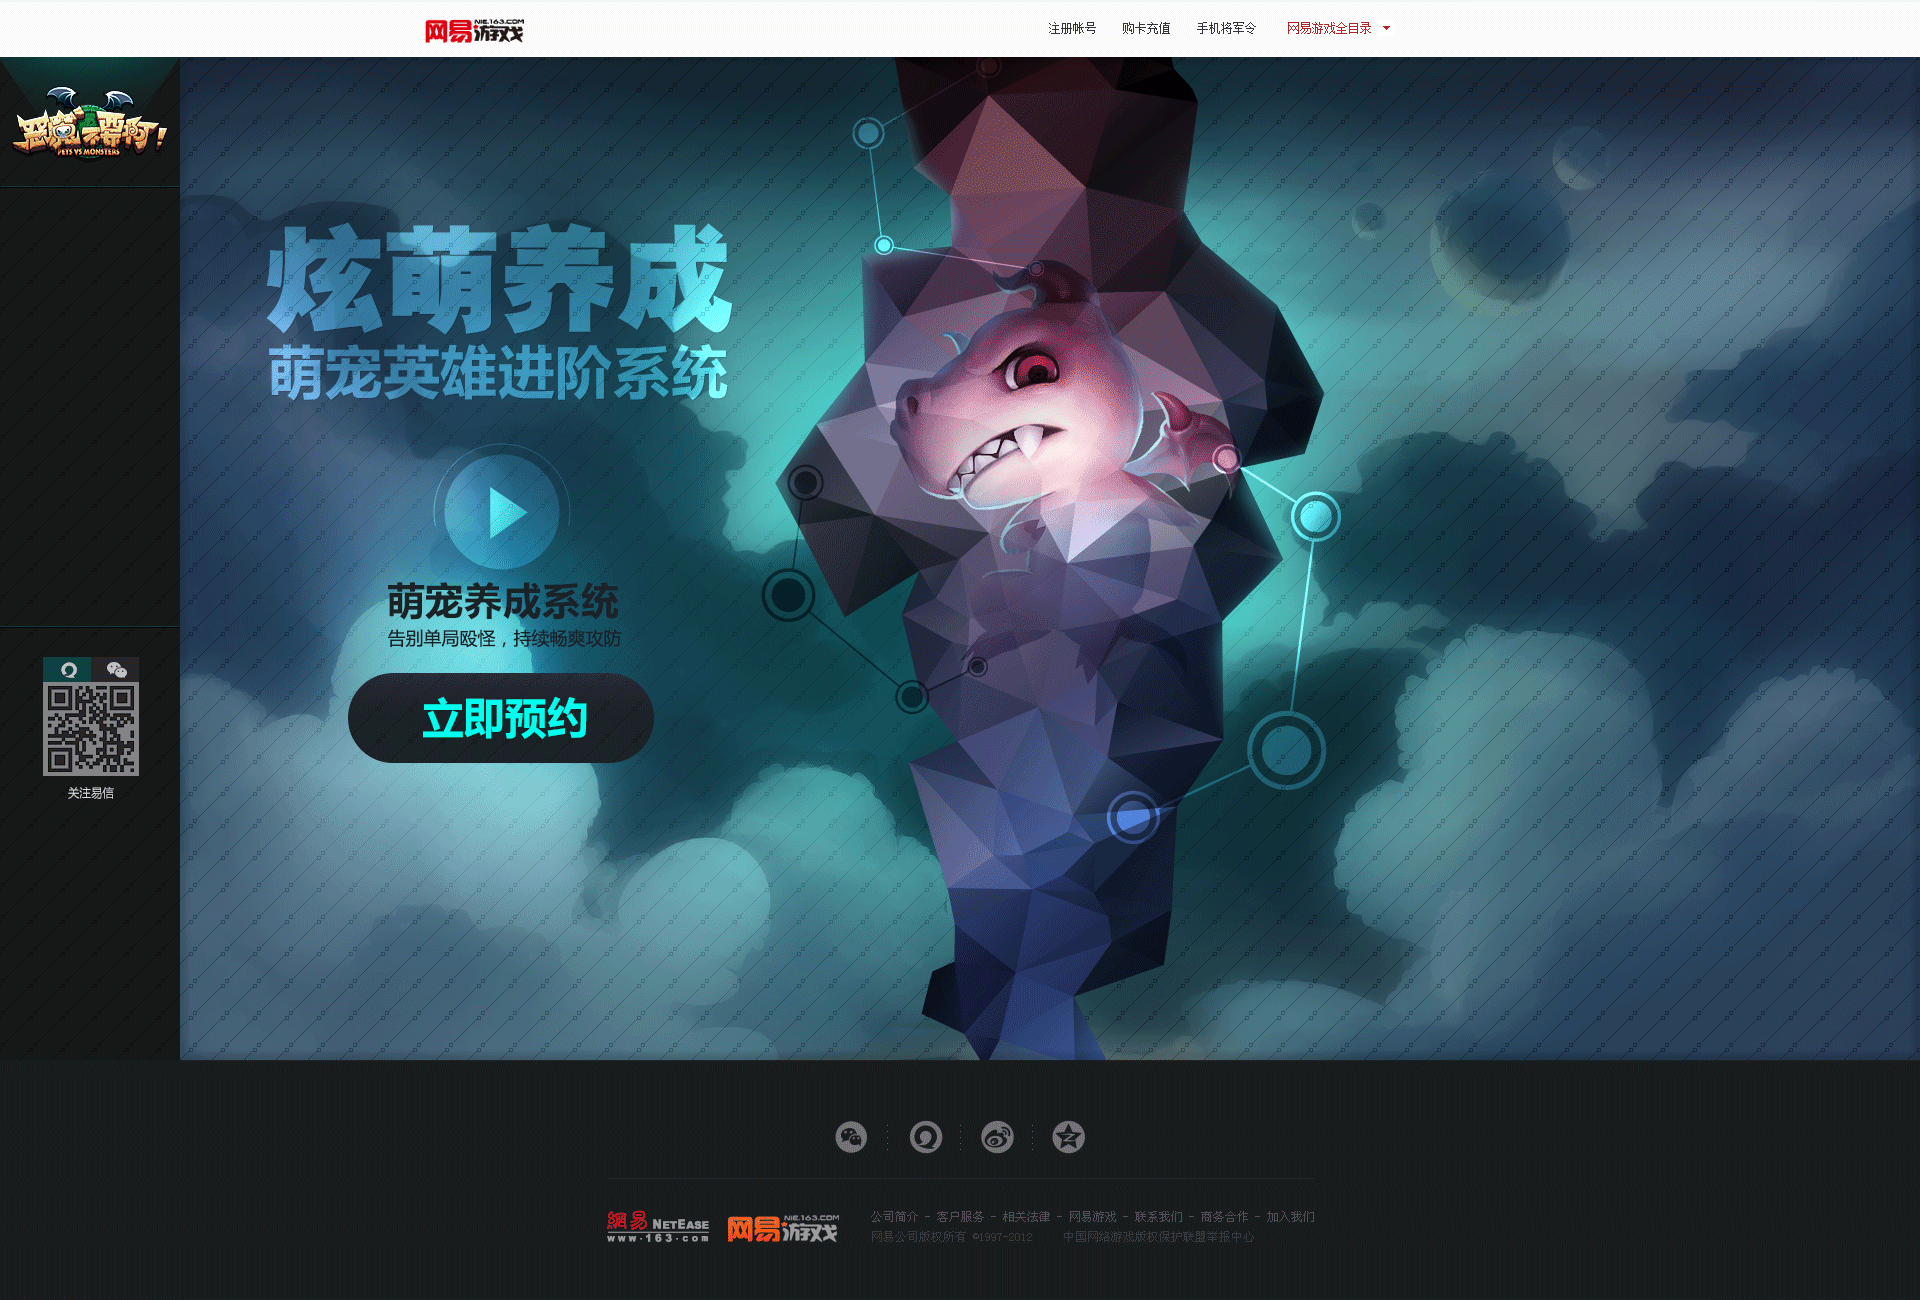 网易游戏 NIE.163.COM
注册帐号 购卡充值 手机将军令 网易游戏全目录
恶魔不要啊!
PETS VS MONSTERS
炫萌养成
萌宠英雄进阶系统
萌宠养成系统
告别单局殴怪，持续畅爽攻防
立即预约
关注易信
網易 NETEASE
www.163.com
网易游戏 NIE.163.COM
公司简介 - 客户服务 - 相关法律 - 网易游戏 - 联系我们 - 商务合作 - 加入我们
网易公司版权所有 ©1997-2012 中国网络游戏版权保护联盟举报中心